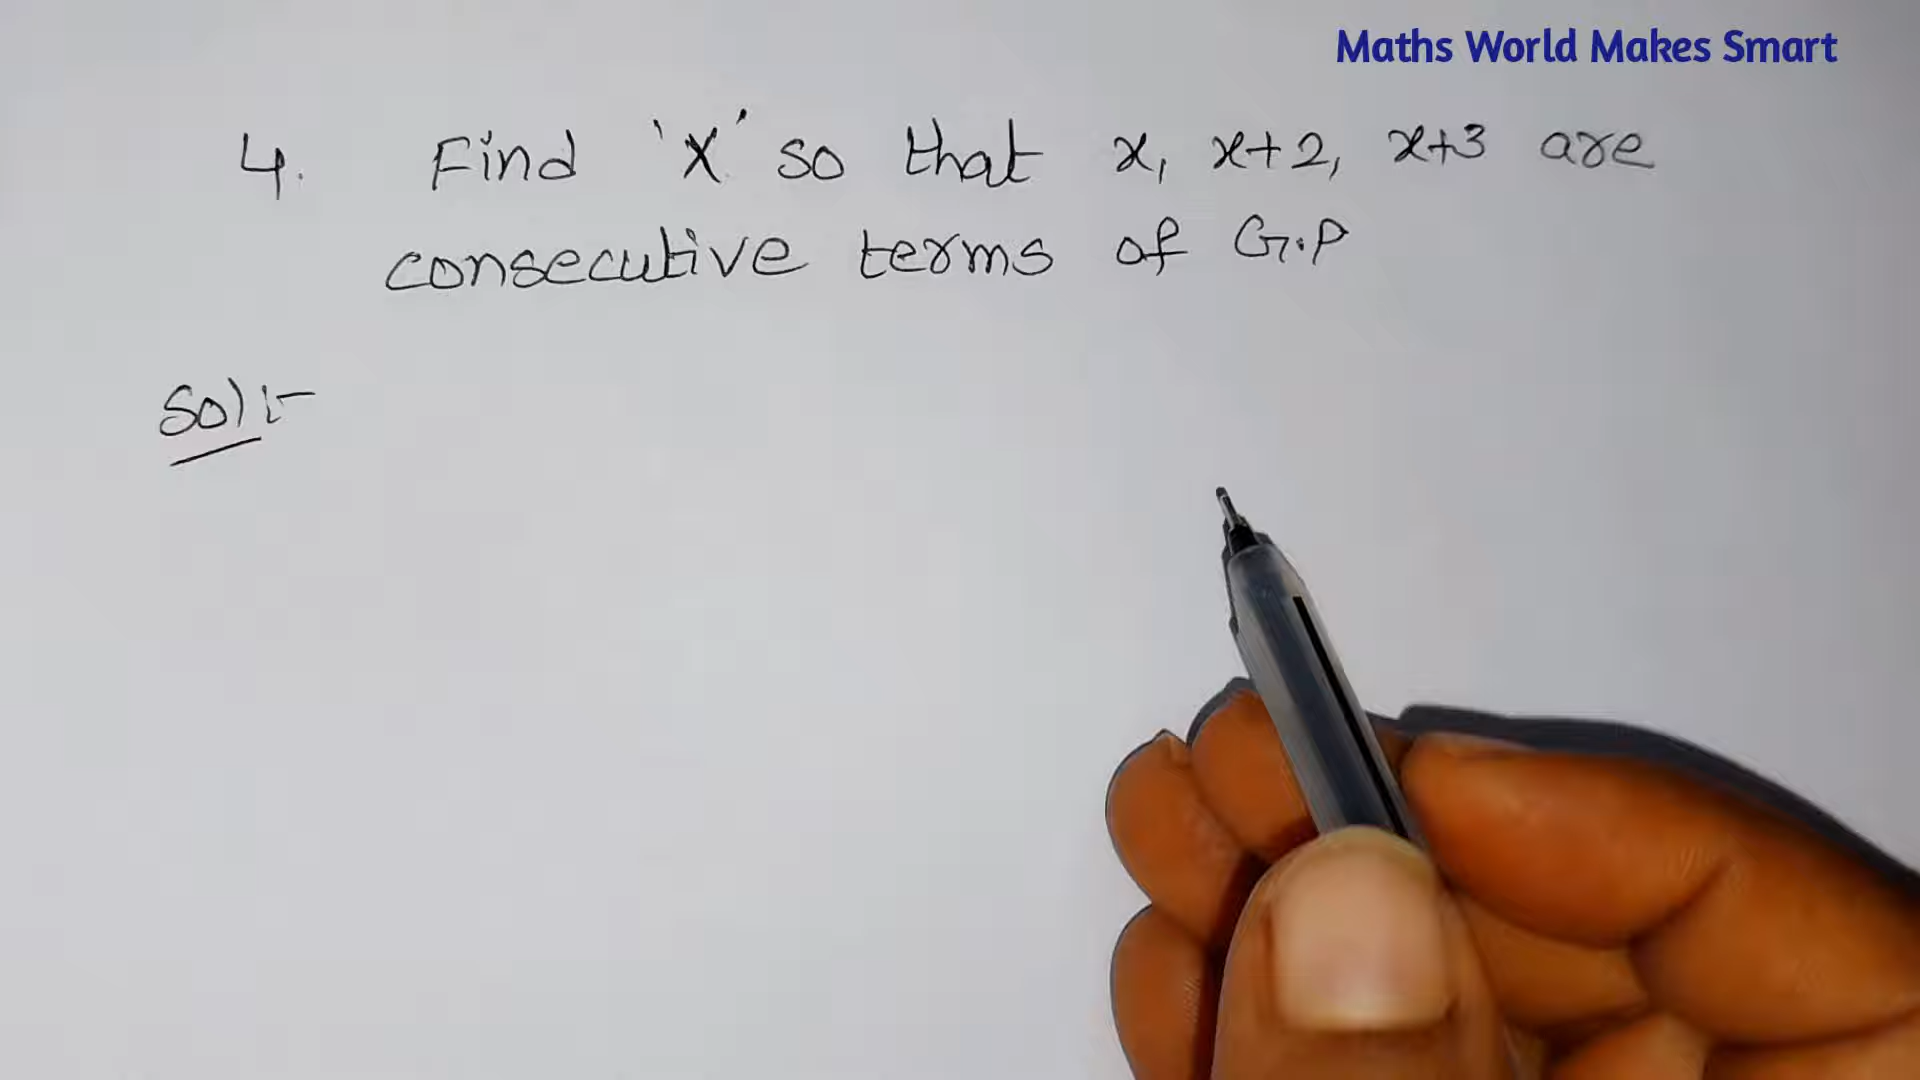 Maths World Makes Smart
4. Find 'X' so that x, x+2, x+3 are
consecutive terms of G.P
Sol:-